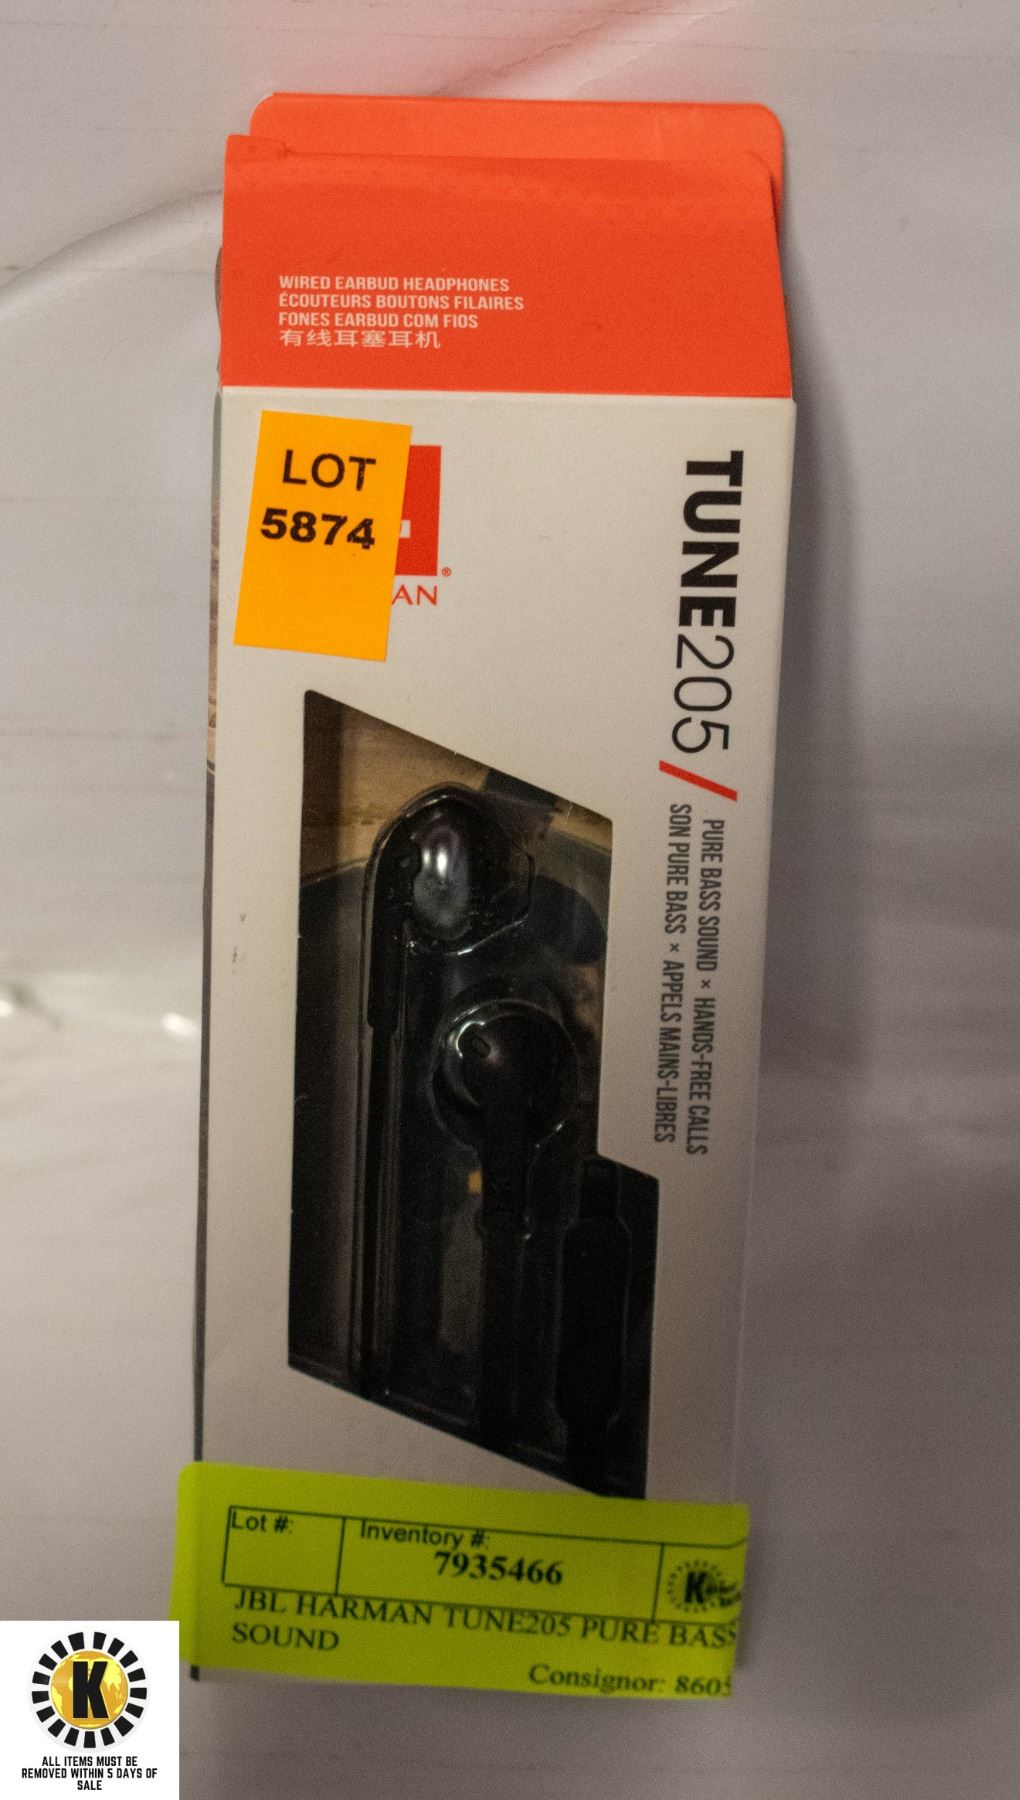 WIRED EARBUD HEADPHONES
ÉCOUTEURS BOUTONS FILAIRES
FONES EARBUD COM FIOS
有线耳塞耳机
LOT
5874
®
AN
TUNE205/
PURE BASS SOUND × HANDS-FREE CALLS
SON PURE BASS × APPELS MAINS-LIBRES
Lot #:
Inventory #:
7935466
K
JBL HARMAN TUNE205 PURE BASS
SOUND
Consignor: 8605
K
ALL ITEMS MUST BE
REMOVED WITHIN 5 DAYS OF
SALE